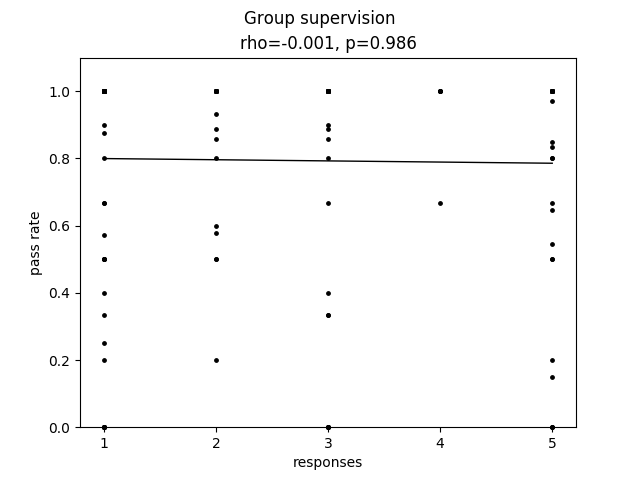 Group supervision
rho=-0.001, p=0.986
pass rate
1.0
0.8
0.6
0.4
0.2
0.0
1 2 3 4 5
responses